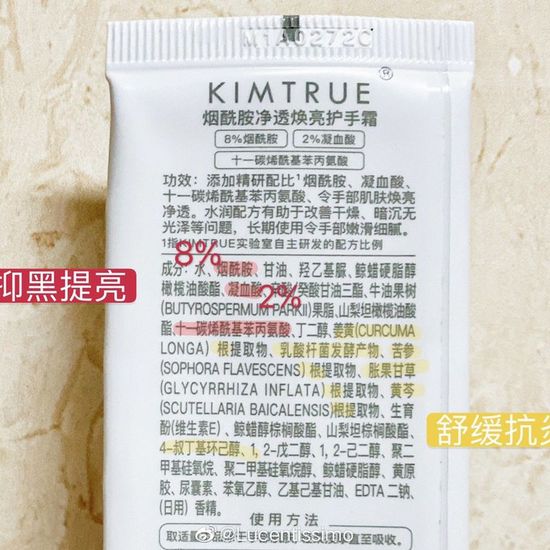 M1A0272C
KIMTRUE®
烟酰胺净透焕亮护手霜
8%烟酰胺 2%凝血酸
十一碳烯酰基苯丙氨酸
功效：添加精研配比¹烟酰胺、凝血酸、
十一碳烯酰基苯丙氨酸、令手部肌肤焕亮
净透。水润配方有助于改善干燥、暗沉无
光泽等问题，长期使用令手部嫩滑细腻。
1指KIMTRUE实验室自主研发的配方比例
8%
成分：水、烟酰胺、甘油、羟乙基脲、鲸蜡硬脂醇
抑黑提亮
橄榄油酸酯、凝血酸、辛酸/癸酸甘油三酯、牛油果树
2%
(BUTYROSPERMUM PARKII)果脂、山梨坦橄榄油酸
酯、十一碳烯酰基苯丙氨酸、丁二醇、姜黄(CURCUMA
LONGA) 根提取物、乳酸杆菌发酵产物、苦参
(SOPHORA FLAVESCENS) 根提取物、胀果甘草
(GLYCYRRHIZA INFLATA) 根提取物、黄芩
(SCUTELLARIA BAICALENSIS)根提取物、生育
酚(维生素E)、鲸蜡醇棕榈酸酯、山梨坦棕榈酸酯、
舒缓抗炎
4-叔丁基环己醇、1, 2-戊二醇、1, 2-己二醇、聚二
甲基硅氧烷、聚二甲基硅氧烷醇、鲸蜡硬脂醇、黄原
胶、尿囊素、苯氧乙醇、乙基己基甘油、EDTA 二钠、
(日用) 香精。
使用方法
@Lucentissimo
取适量
至吸收。